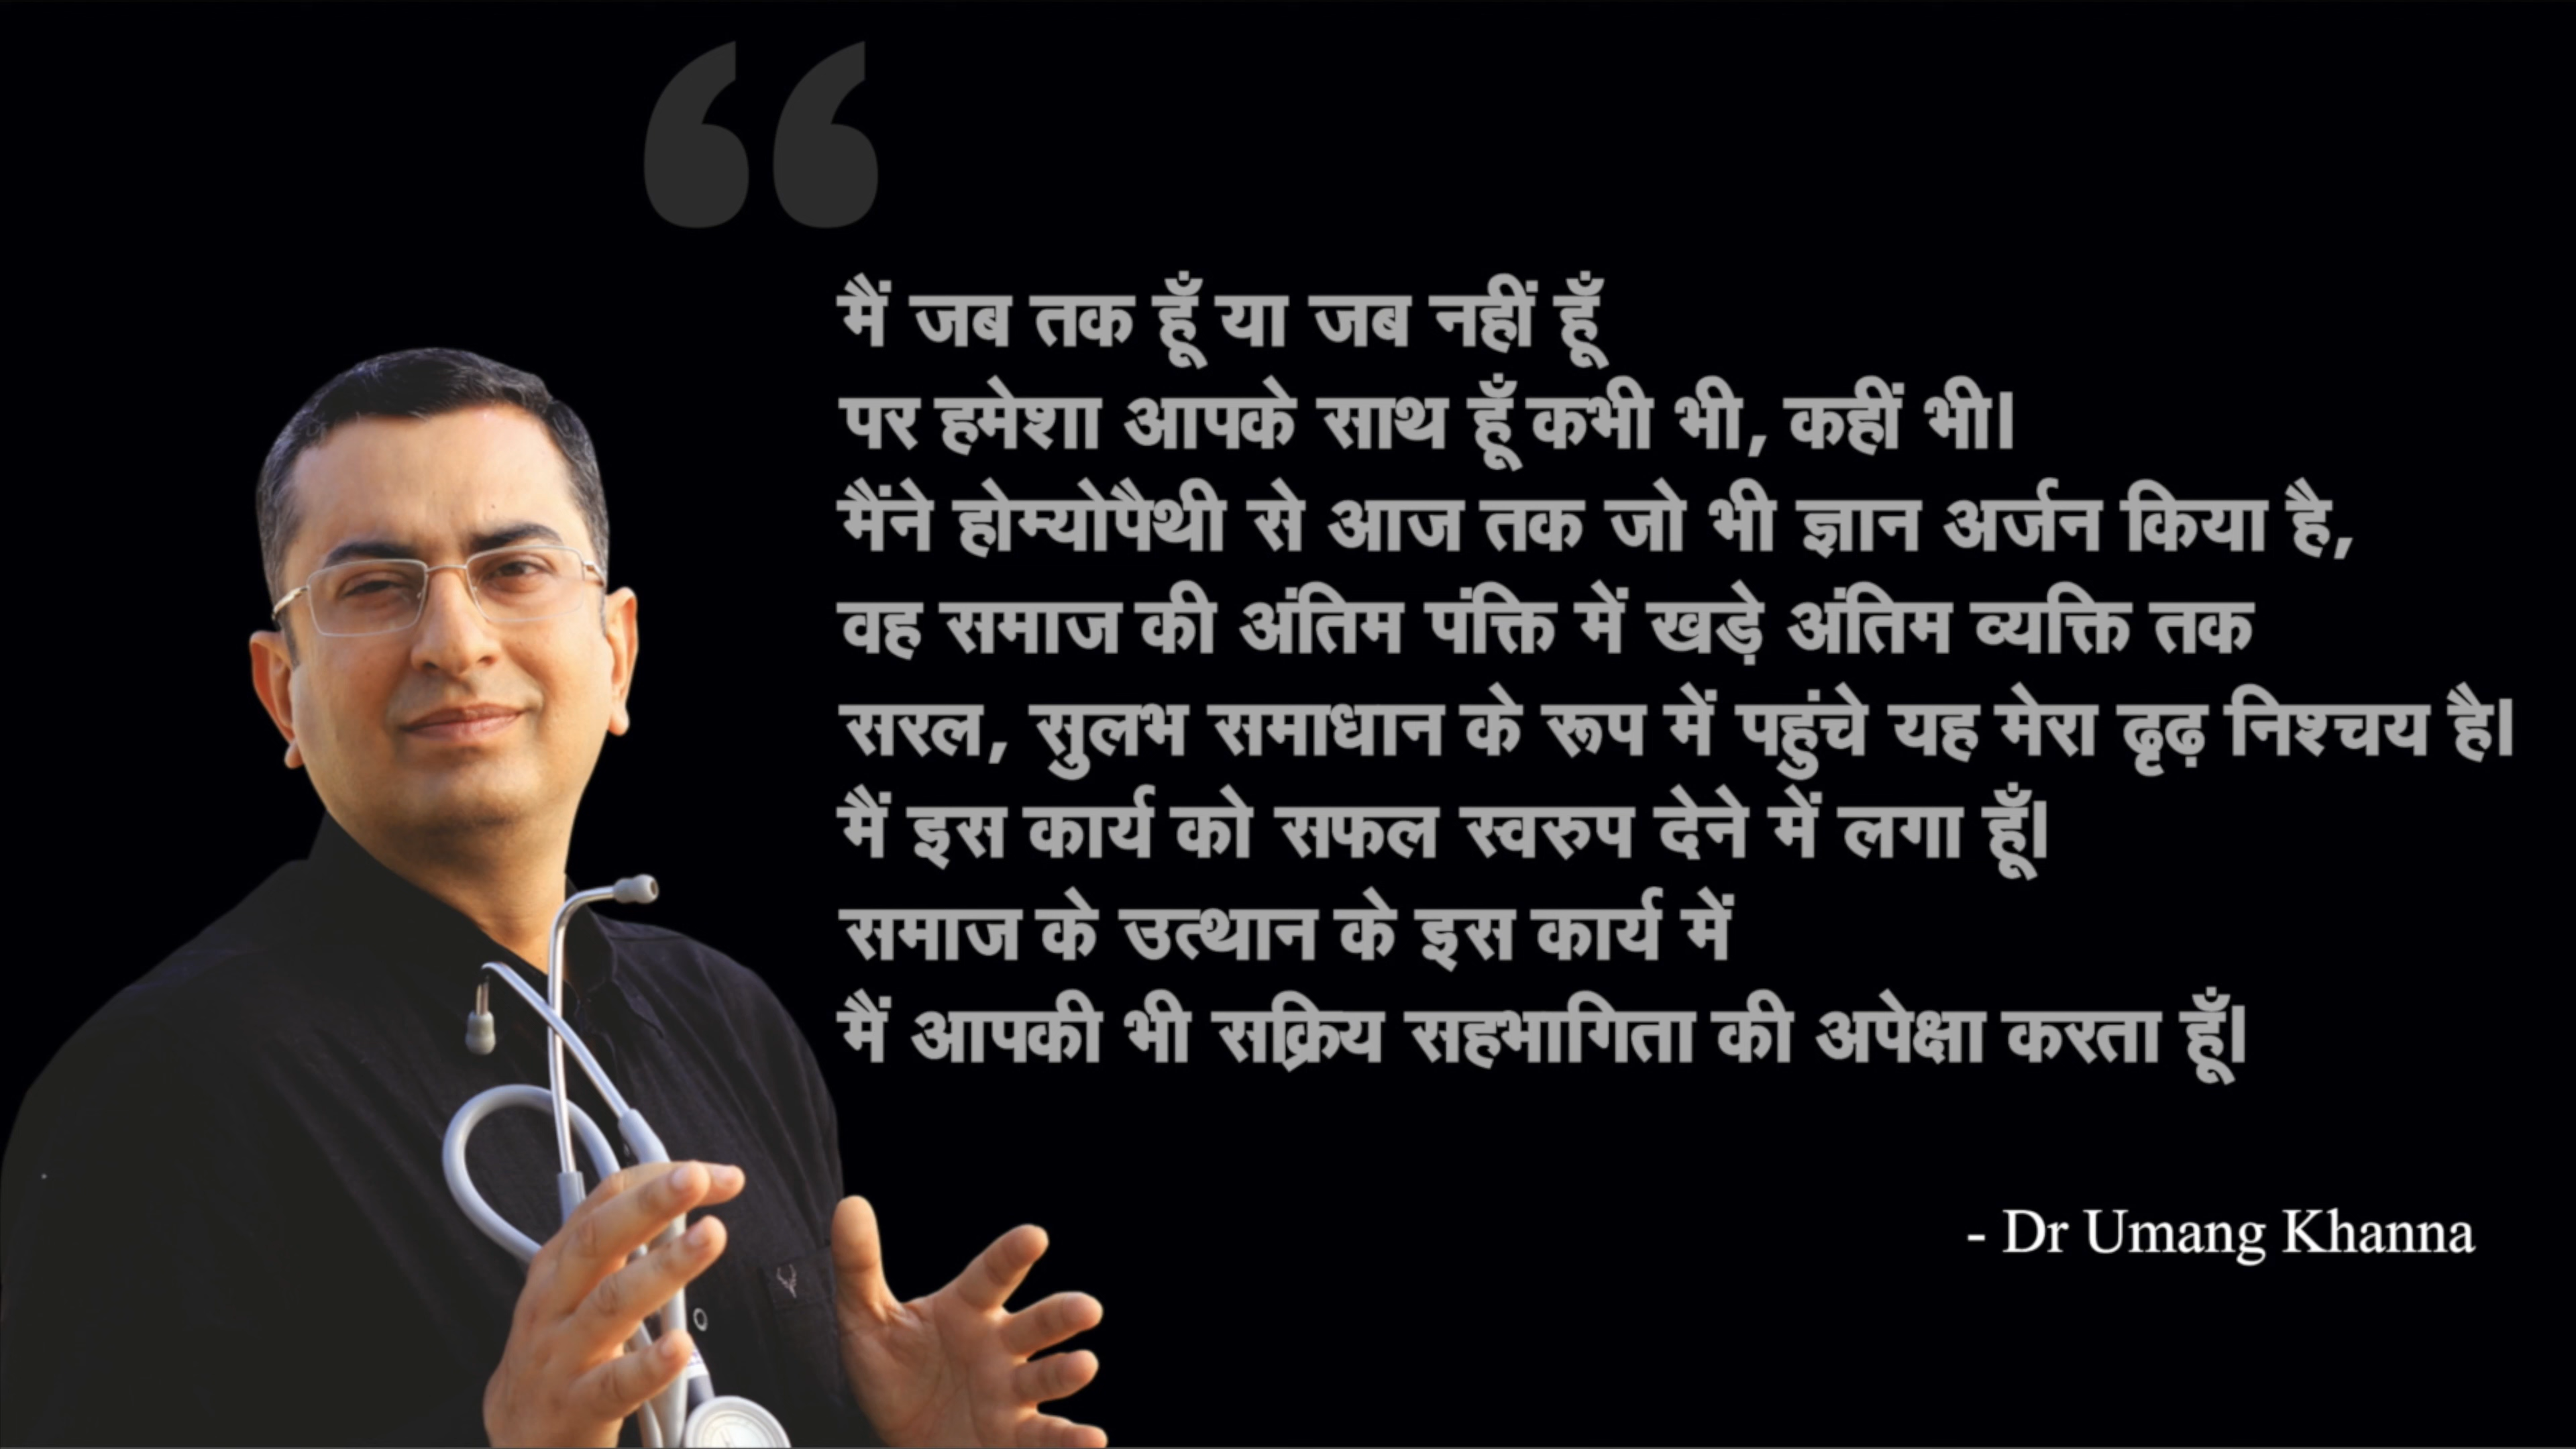 “
मैं जब तक हूँ या जब नहीं हूँ
पर हमेशा आपके साथ हूँ कभी भी, कहीं भी।
मैंने होम्योपैथी से आज तक जो भी ज्ञान अर्जन किया है,
वह समाज की अंतिम पंक्ति में खड़े अंतिम व्यक्ति तक
सरल, सुलभ समाधान के रूप में पहुंचे यह मेरा ढृढ़ निश्चय है।
मैं इस कार्य को सफल स्वरुप देने में लगा हूँ।
समाज के उत्थान के इस कार्य में
मैं आपकी भी सक्रिय सहभागिता की अपेक्षा करता हूँ।
- Dr Umang Khanna